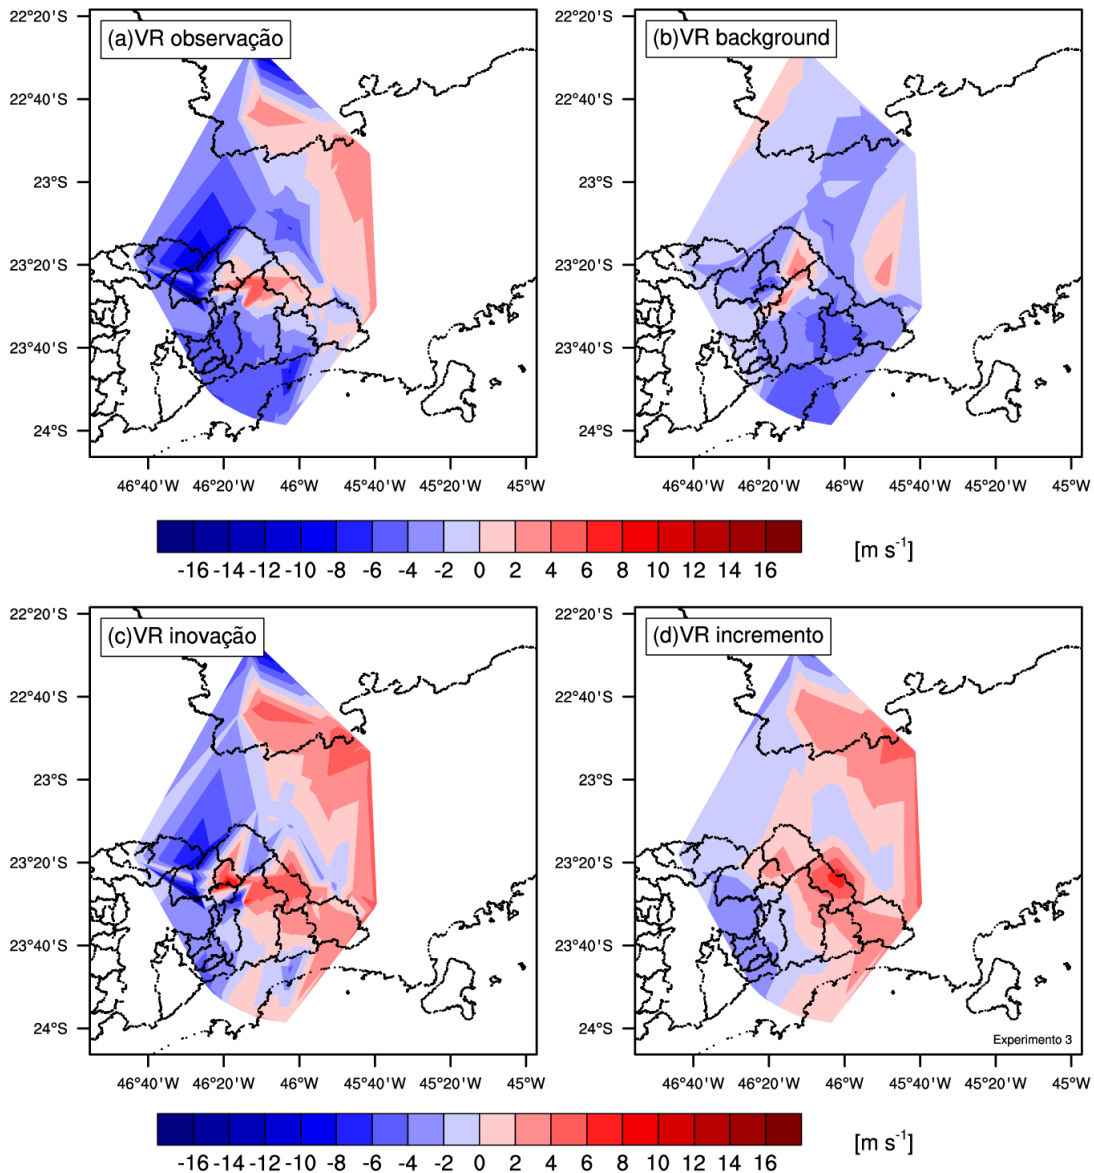 (a)VR observação
(b)VR background
22°20'S
22°40'S
23°S
23°20'S
23°40'S
24°S
22°20'S
22°40'S
23°S
23°20'S
23°40'S
24°S
46°40'W 46°20'W 46°W 45°40'W 45°20'W 45°W
46°40'W 46°20'W 46°W 45°40'W 45°20'W 45°W
-16 -14 -12 -10 -8 -6 -4 -2 0 2 4 6 8 10 12 14 16
[m s⁻¹]
(c)VR inovação
(d)VR incremento
22°20'S
22°40'S
23°S
23°20'S
23°40'S
24°S
22°20'S
22°40'S
23°S
23°20'S
23°40'S
24°S
Experimento 3
46°40'W 46°20'W 46°W 45°40'W 45°20'W 45°W
46°40'W 46°20'W 46°W 45°40'W 45°20'W 45°W
-16 -14 -12 -10 -8 -6 -4 -2 0 2 4 6 8 10 12 14 16
[m s⁻¹]